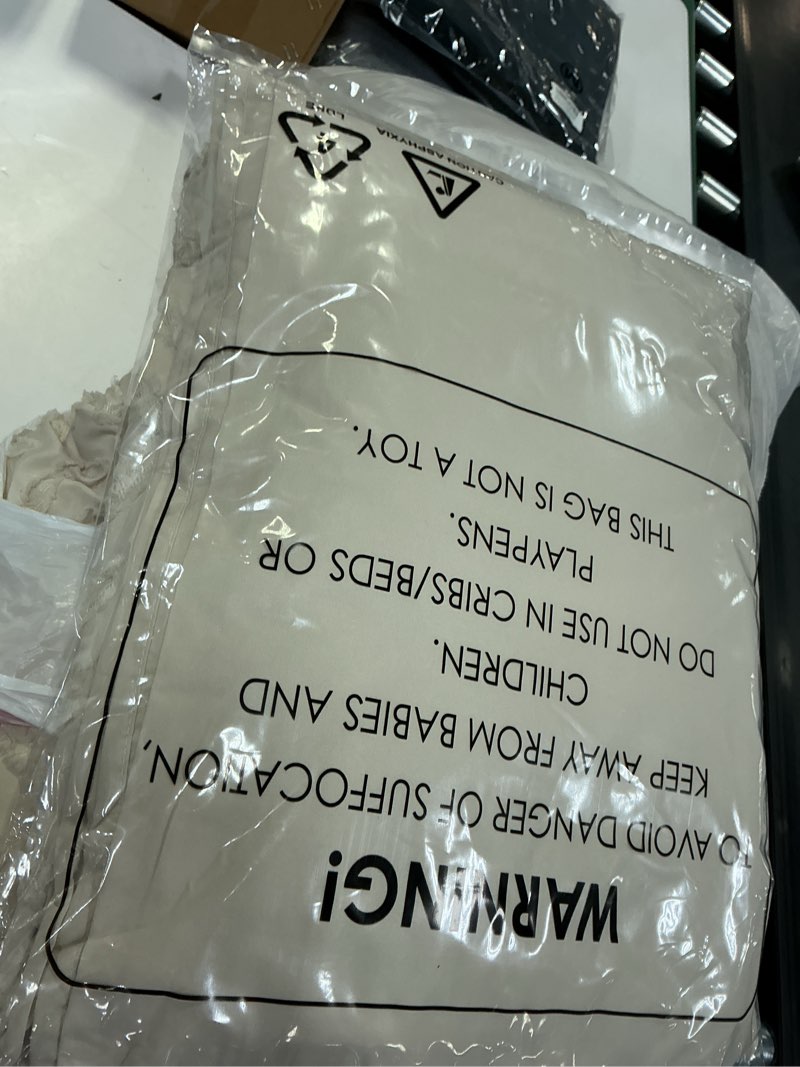 WARNING!
TO AVOID DANGER OF SUFFOCATION,
KEEP AWAY FROM BABIES AND
CHILDREN.
DO NOT USE IN CRIBS/BEDS OR
PLAYPENS.
THIS BAG IS NOT A TOY.
CAUTION ASPHYXIA